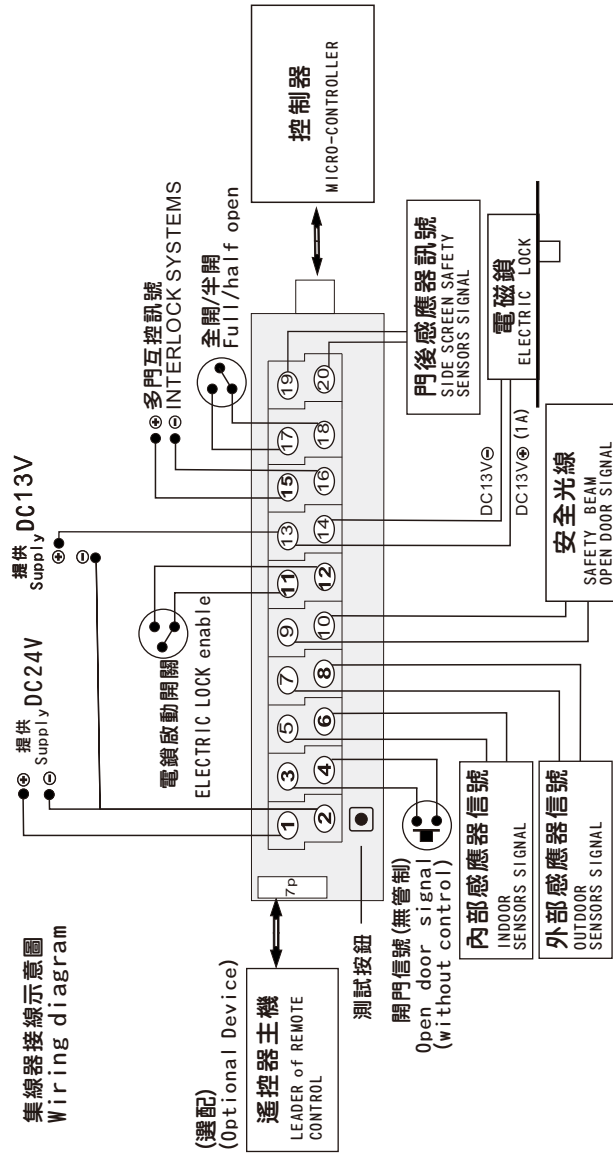 集線器接線示意圖
Wiring diagram
提供
Supply DC24V
⊕
⊖
提供
Supply DC13V
⊕
⊖
電鎖啟動開關
ELECTRIC LOCK enable
⊕ 多門互控訊號
⊖ INTERLOCK SYSTEMS
全開/半開
Full/half open
(選配)
(Optional Device)
遙控器主機
LEADER of REMOTE
CONTROL
7p
1 3 5 7 9 11 13 15 17 19
2 4 6 8 10 12 14 16 18 20
控制器
MICRO-CONTROLLER
測試按鈕
開門信號(無管制)
Open door signal
(without control)
內部感應器信號
INDOOR
SENSORS SIGNAL
外部感應器信號
OUTDOOR
SENSORS SIGNAL
安全光線
SAFETY BEAM
OPEN DOOR SIGNAL
DC13V⊖
DC13V⊕ (1A)
門後感應器訊號
SIDE SCREEN SAFETY
SENSORS SIGNAL
電磁鎖
ELECTRIC LOCK